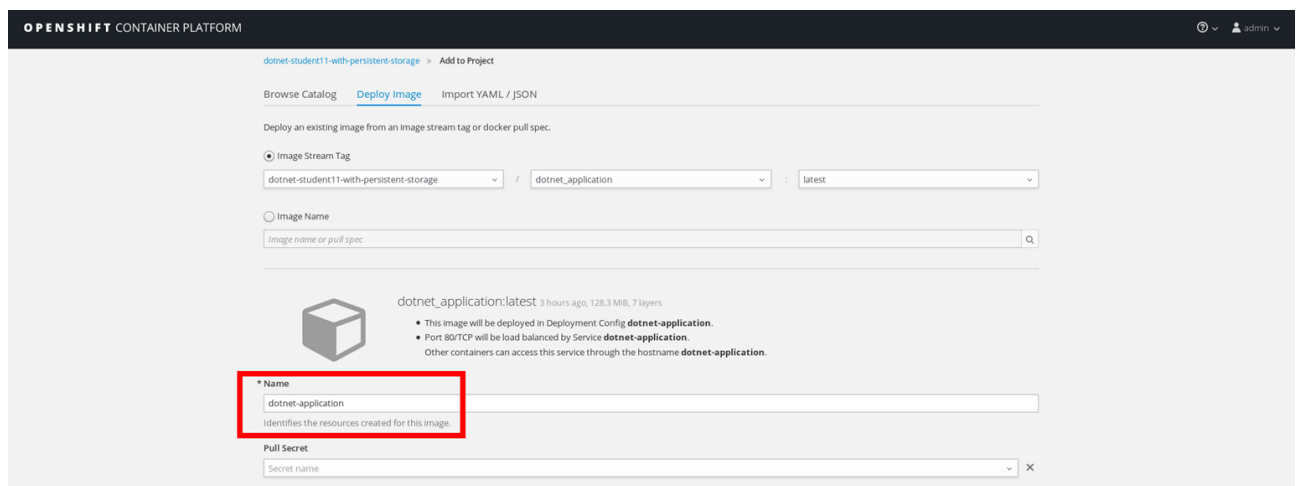 OPENSHIFT CONTAINER PLATFORM
admin
dotnet-student11-with-persistent-storage » Add to Project
Browse Catalog Deploy Image Import YAML / JSON
Deploy an existing image from an image stream tag or docker pull spec.
Image Stream Tag
dotnet-student11-with-persistent-storage / dotnet_application : latest
Image Name
Image name or pull spec
dotnet_application:latest 3 hours ago, 128.3 MiB, 7 layers
• This image will be deployed in Deployment Config dotnet-application.
• Port 80/TCP will be load balanced by Service dotnet-application.
Other containers can access this service through the hostname dotnet-application.
* Name
dotnet-application
Identifies the resources created for this image.
Pull Secret
Secret name